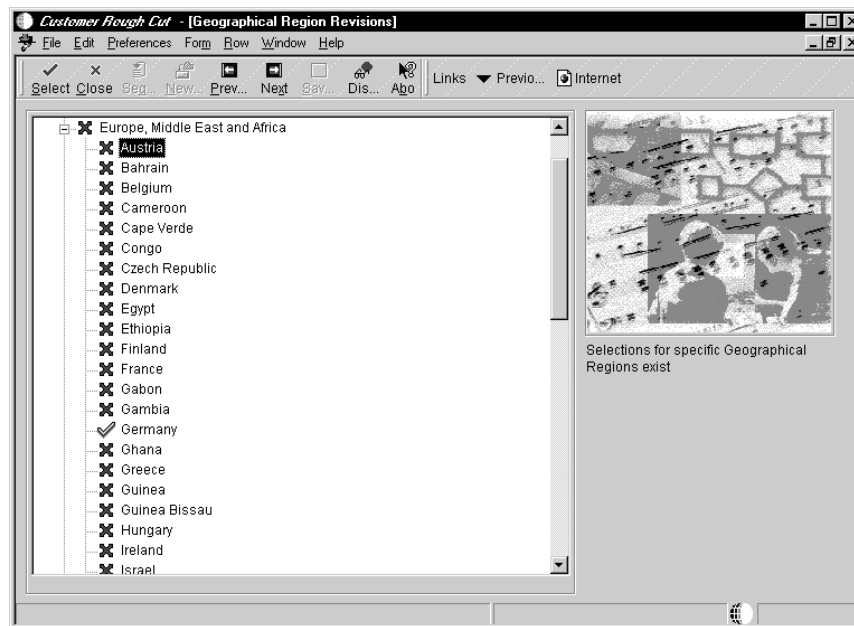 Customer Rough Cut - [Geographical Region Revisions]
File Edit Preferences Form Row Window Help
Select Close Seq... New... Prev... Next Sav... Dis... Abo Links Previo... Internet
Europe, Middle East and Africa
Austria
Bahrain
Belgium
Cameroon
Cape Verde
Congo
Czech Republic
Denmark
Egypt
Ethiopia
Finland
France
Gabon
Gambia
Germany
Ghana
Greece
Guinea
Guinea Bissau
Hungary
Ireland
Israel
Selections for specific Geographical
Regions exist